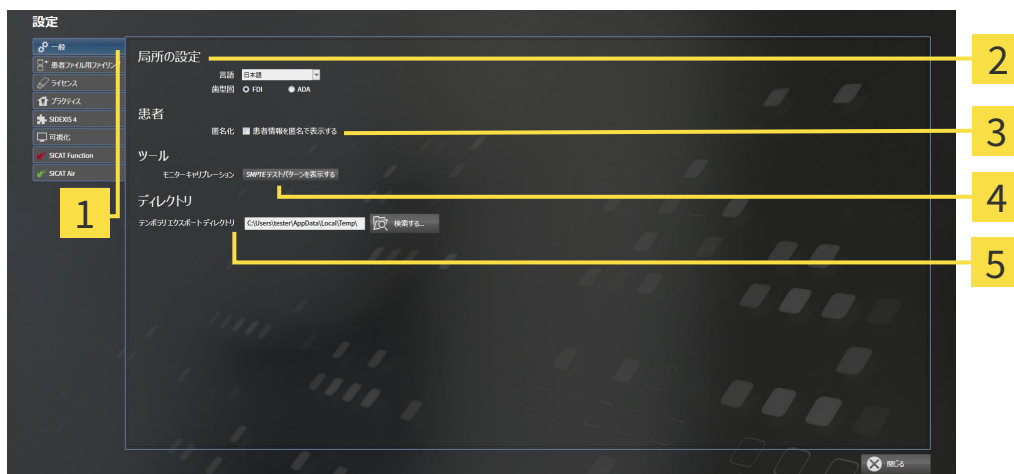 設定
一般
患者ファイル用ファイリング
ライセンス
プラクティス
SIDEXIS 4
可視化
SICAT Function
SICAT Air
局所の設定
言語 日本語
歯型図 FDI ADA
患者
匿名化 患者情報を匿名で表示する
ツール
モニターキャリブレーション SMPTEテストパターンを表示する
ディレクトリ
テンポラリエクスポートディレクトリ C:\Users\tester\AppData\Local\Temp\ 検索する...
閉じる
1
2
3
4
5